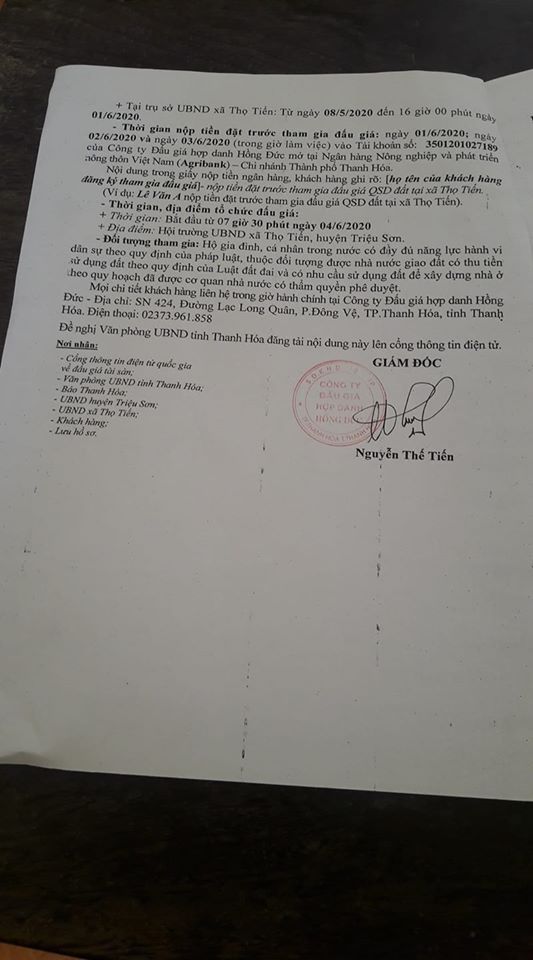 + Tại trụ sở UBND xã Thọ Tiến: Từ ngày 08/5/2020 đến 16 giờ 00 phút ngày
01/6/2020.
- Thời gian nộp tiền đặt trước tham gia đấu giá: ngày 01/6/2020; ngày
02/6/2020 và ngày 03/6/2020 (trong giờ làm việc) vào Tài khoản số: 3501201027189
của Công ty Đấu giá hợp danh Hồng Đức mở tại Ngân hàng Nông nghiệp và phát triển
nông thôn Việt Nam (Agribank) – Chi nhánh Thành phố Thanh Hóa.
Nội dung trong giấy nộp tiền ngân hàng, khách hàng ghi rõ: [họ tên của khách hàng
đăng ký tham gia đấu giá]- nộp tiền đặt trước tham gia đấu giá QSD đất tại xã Thọ Tiến.
(Ví dụ: Lê Văn A nộp tiền đặt trước tham gia đấu giá QSD đất tại xã Thọ Tiến).
- Thời gian, địa điểm tổ chức đấu giá:
+ Thời gian: Bắt đầu từ 07 giờ 30 phút ngày 04/6/2020
+ Địa điểm: Hội trường UBND xã Thọ Tiến, huyện Triệu Sơn.
- Đối tượng tham gia: Hộ gia đình, cá nhân trong nước có đầy đủ năng lực hành vi
dân sự theo quy định của pháp luật, thuộc đối tượng được nhà nước giao đất có thu tiền
sử dụng đất theo quy định của Luật đất đai và có nhu cầu sử dụng đất để xây dựng nhà ở
theo quy hoạch đã được cơ quan nhà nước có thẩm quyền phê duyệt.
Mọi chi tiết khách hàng liên hệ trong giờ hành chính tại Công ty Đấu giá hợp danh Hồng
Đức - Địa chỉ: SN 424, Đường Lạc Long Quân, P.Đông Vệ, TP.Thanh Hóa, tỉnh Thanh
Hóa. Điện thoại: 02373.961.858
Đề nghị Văn phòng UBND tỉnh Thanh Hóa đăng tải nội dung này lên cổng thông tin điện tử.
Nơi nhận:
- Cổng thông tin điện tử quốc gia
về đấu giá tài sản;
- Văn phòng UBND tỉnh Thanh Hóa;
- Báo Thanh Hóa;
- UBND huyện Triệu Sơn;
- UBND xã Thọ Tiến;
- Khách hàng;
- Lưu hồ sơ.
GIÁM ĐỐC
CÔNG TY
ĐẤU GIÁ
HỢP DANH
HỒNG ĐỨC
Nguyễn Thế Tiến